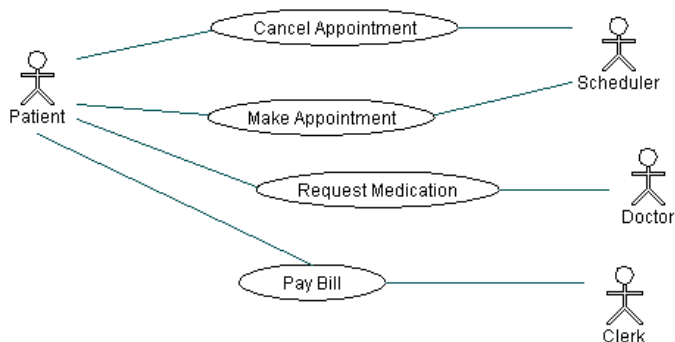 Cancel Appointment
Scheduler
Patient
Make Appointment
Request Medication
Doctor
Pay Bill
Clerk